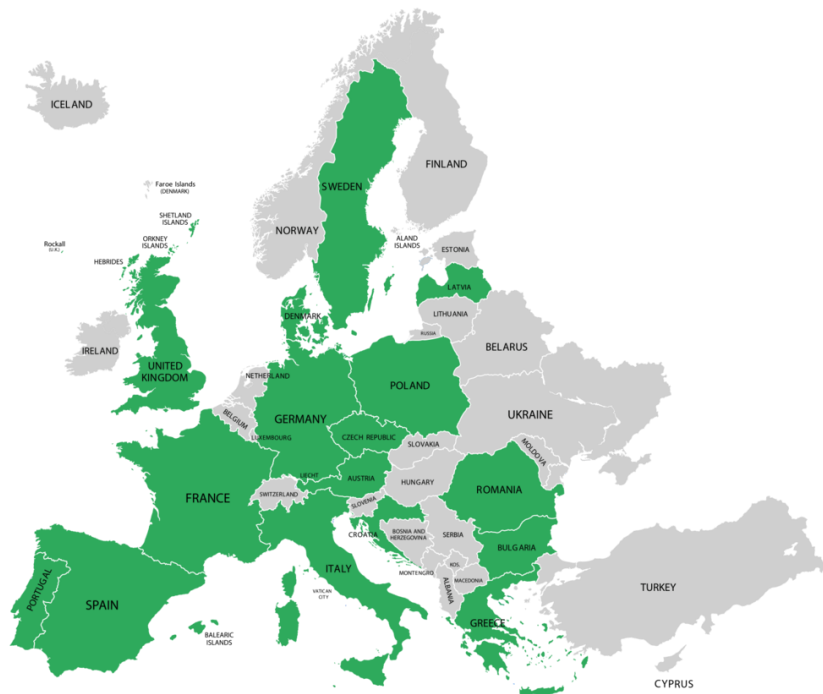 ICELAND
FINLAND
Faroe Islands
(DENMARK)
SWEDEN
SHETLAND
ISLANDS
NORWAY
ALAND
ISLANDS
ORKNEY
ISLANDS
Rockall
(U.K.)
ESTONIA
HEBRIDES
LATVIA
LITHUANIA
DENMARK
RUSSIA
IRELAND
BELARUS
UNITED
KINGDOM
NETHERLAND
POLAND
BELGIUM
GERMANY
UKRAINE
LUXEMBOURG
CZECH REPUBLIC
SLOVAKIA
MOLDOVA
LIECHT
AUSTRIA
HUNGARY
FRANCE
SWITZERLAND
ROMANIA
SLOVENIA
CROATIA
BOSNIA AND
HERZEGOVINA
SERBIA
BULGARIA
ITALY
KOS.
MONTENGRO
MACEDONIA
ALBANIA
PORTUGAL
SPAIN
VATICAN
CITY
TURKEY
GREECE
BALEARIC
ISLANDS
CYPRUS